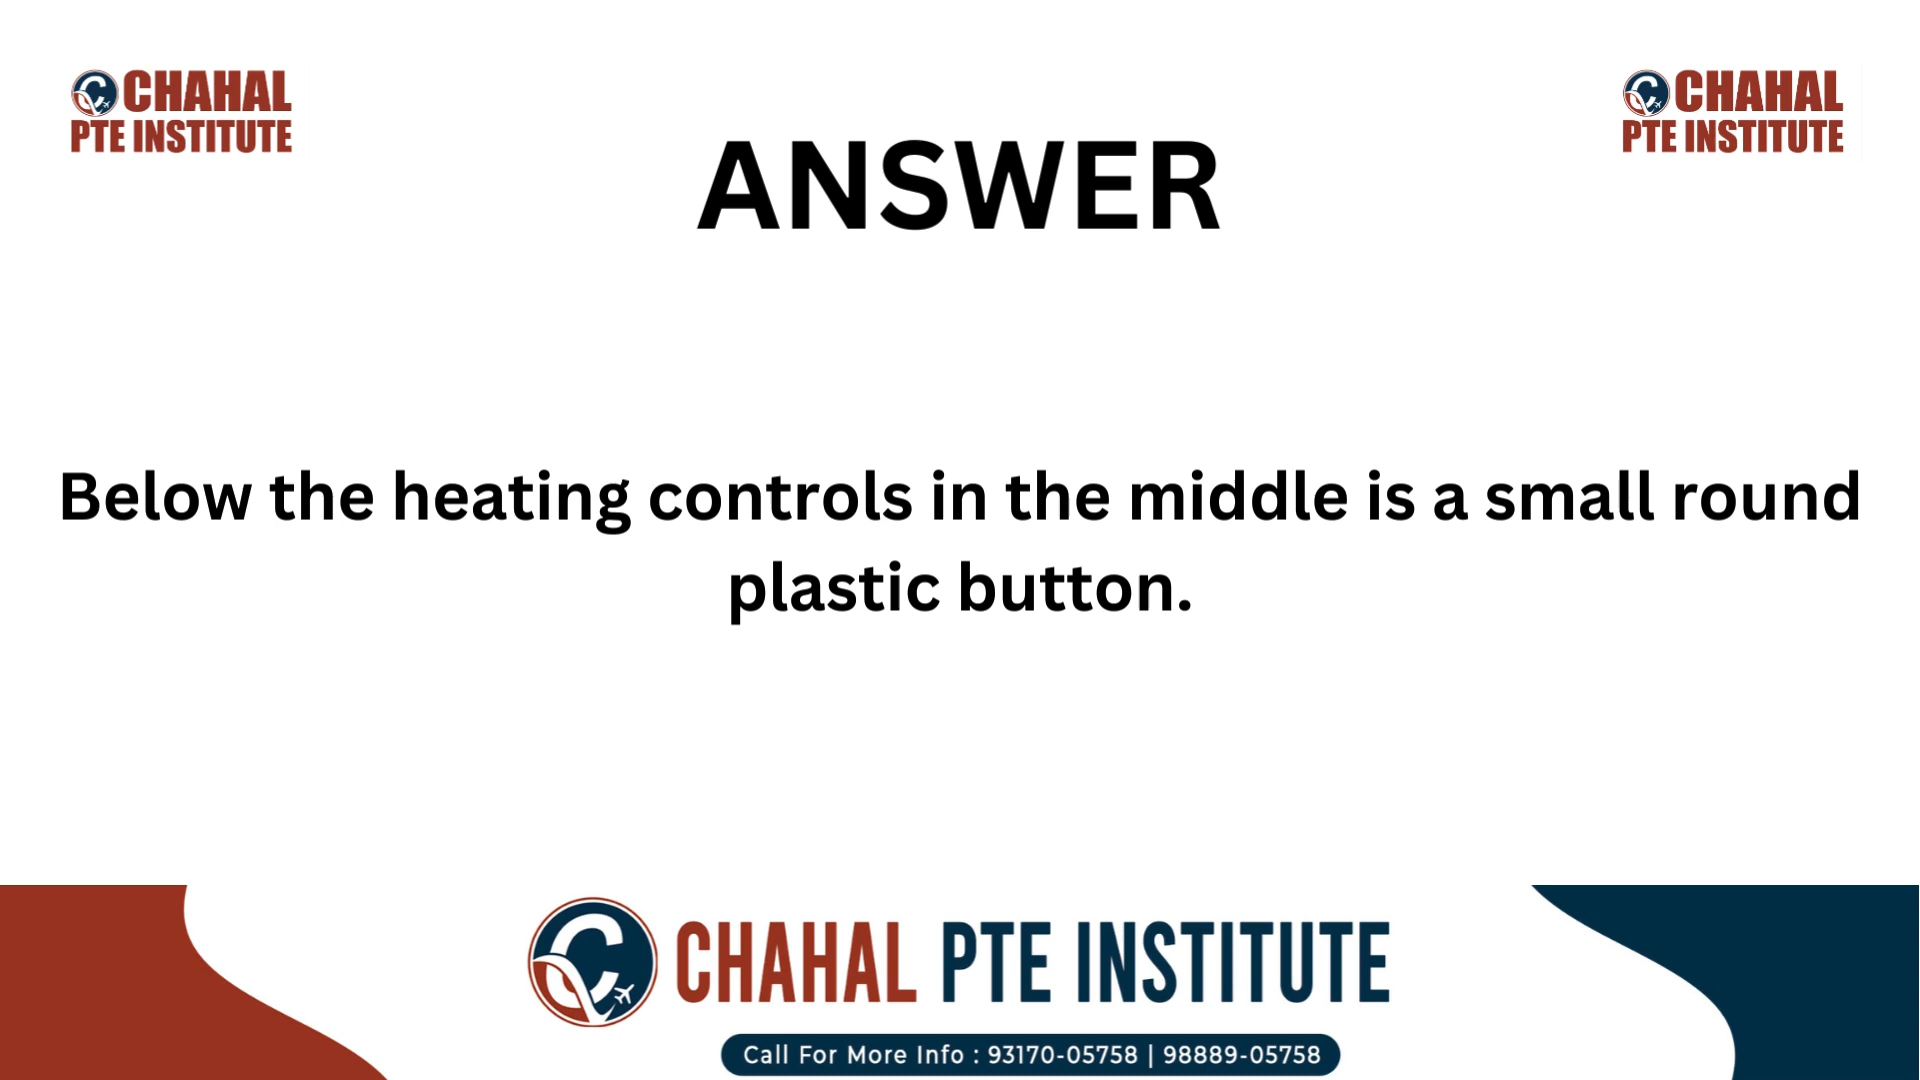 CHAHAL
PTE INSTITUTE
CHAHAL
PTE INSTITUTE
ANSWER
Below the heating controls in the middle is a small round
plastic button.
CHAHAL PTE INSTITUTE
Call For More Info : 93170-05758 | 98889-05758